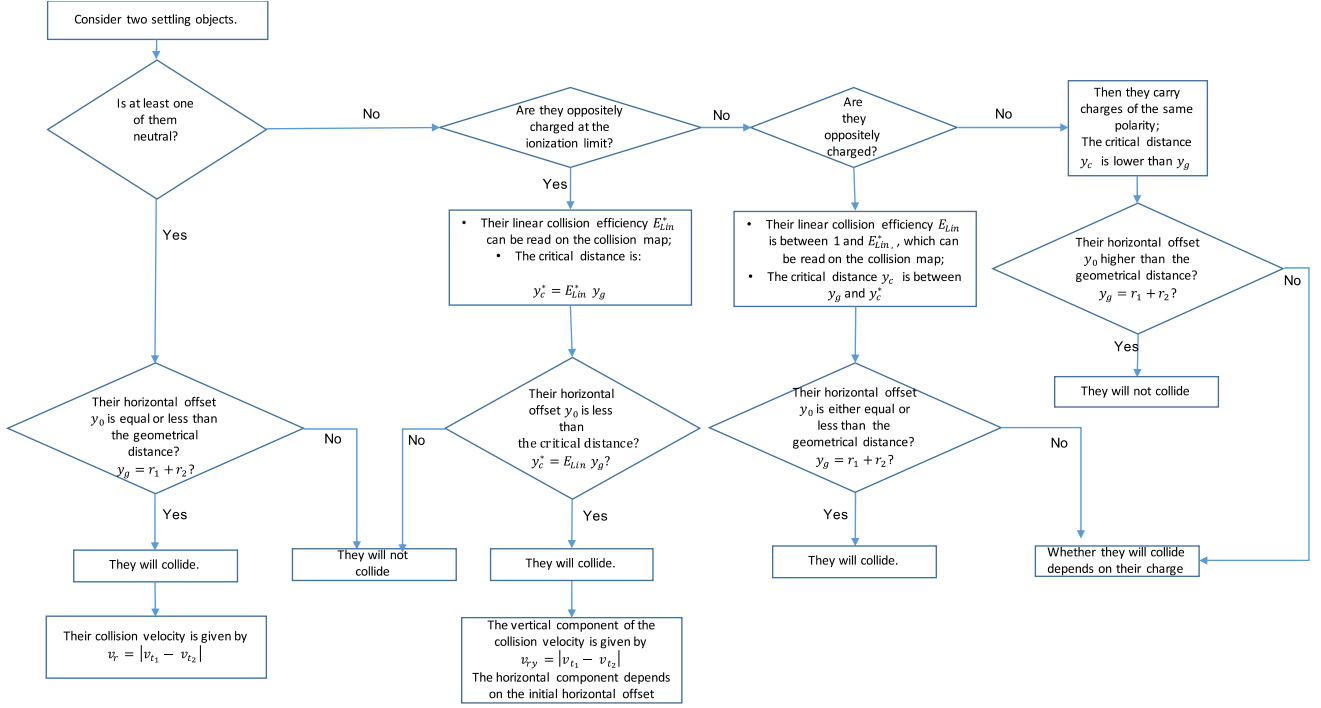 Consider two settling objects.
Is at least one
of them
neutral?
No
Are they oppositely
charged at the
ionization limit?
No
Are
they
oppositely
charged?
No
Then they carry
charges of the same
polarity;
The critical distance
y_c is lower than y_g
Yes
Yes
• Their linear collision efficiency E*_Lin
can be read on the collision map;
• The critical distance is:
y*_c = E*_Lin y_g
• Their linear collision efficiency E_Lin
is between 1 and E*_Lin, , which can
be read on the collision map;
• The critical distance y_c is between
y_g and y*_c
Their horizontal offset
y_0 higher than the
geometrical distance?
y_g = r_1 + r_2?
No
Yes
They will not collide
Their horizontal offset
y_0 is equal or less than
the geometrical
distance?
y_g = r_1 + r_2?
No
Yes
They will collide.
Their collision velocity is given by
v_r = |v_t1 − v_t2|
Their horizontal
offset y_0 is less
than
the critical distance?
y*_c = E_Lin y_g?
No
Yes
They will not
collide
They will collide.
The vertical component of the
collision velocity is given by
v_ry = |v_t1 − v_t2|
The horizontal component depends
on the initial horizontal offset
Their horizontal offset
y_0 is either equal or
less than the
geometrical distance?
y_g = r_1 + r_2?
No
Yes
They will collide.
Whether they will collide
depends on their charge